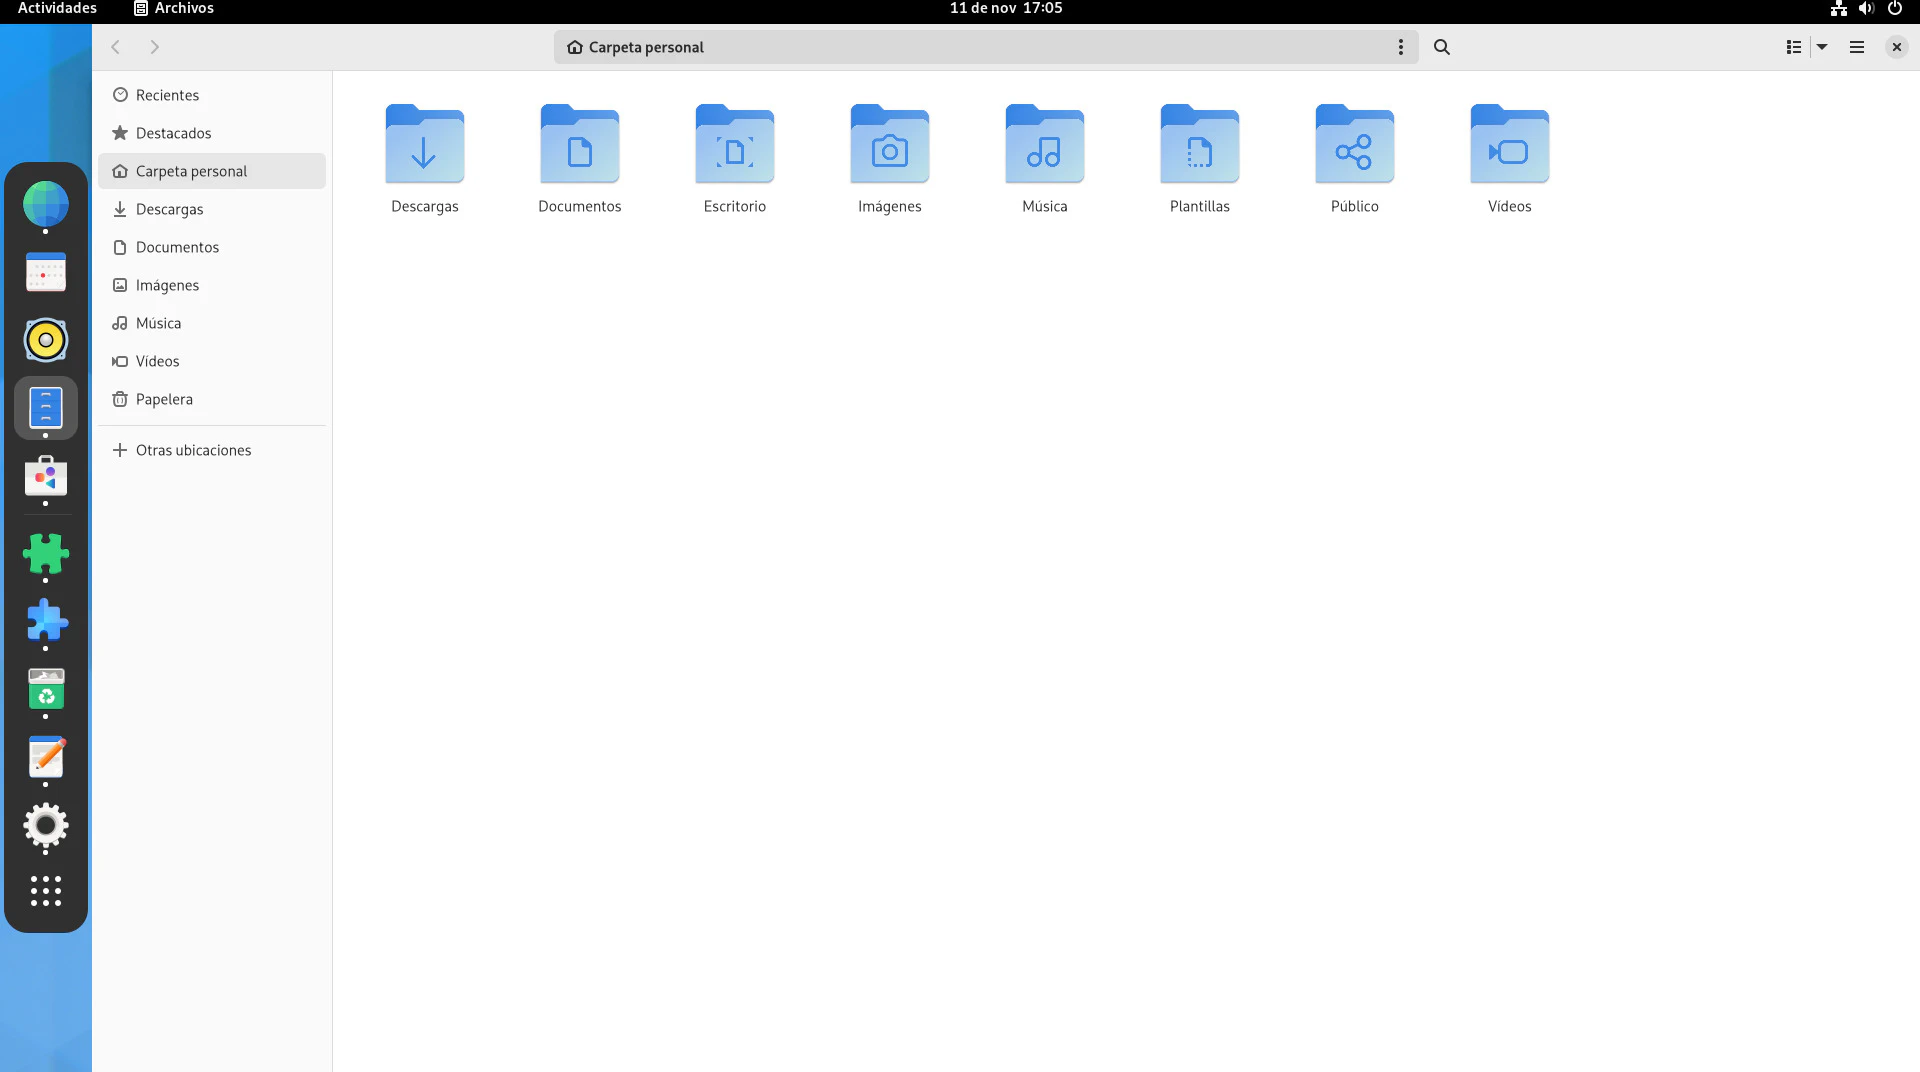 Actividades
Archivos
11 de nov 17:05
Carpeta personal
Recientes
Destacados
Carpeta personal
Descargas
Documentos
Imágenes
Música
Vídeos
Papelera
Otras ubicaciones
Descargas
Documentos
Escritorio
Imágenes
Música
Plantillas
Público
Vídeos